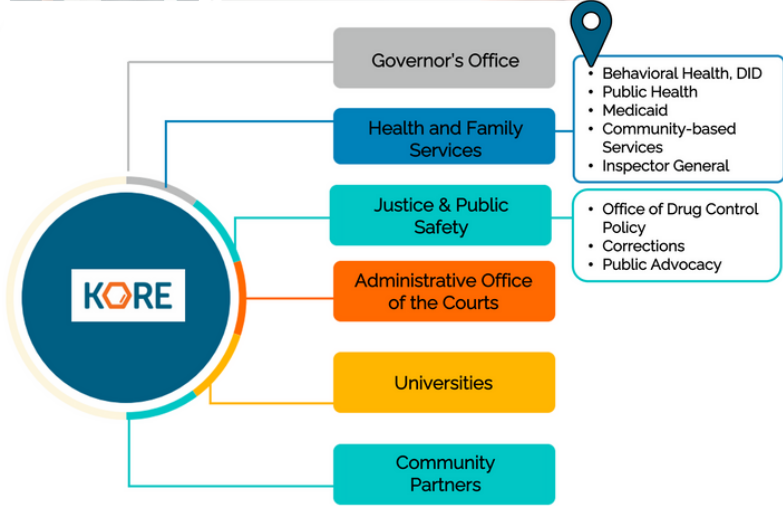 Governor's Office
Health and Family
Services
• Behavioral Health, DID
• Public Health
• Medicaid
• Community-based
Services
• Inspector General
Justice & Public
Safety
• Office of Drug Control
Policy
• Corrections
• Public Advocacy
KORE
Administrative Office
of the Courts
Universities
Community
Partners